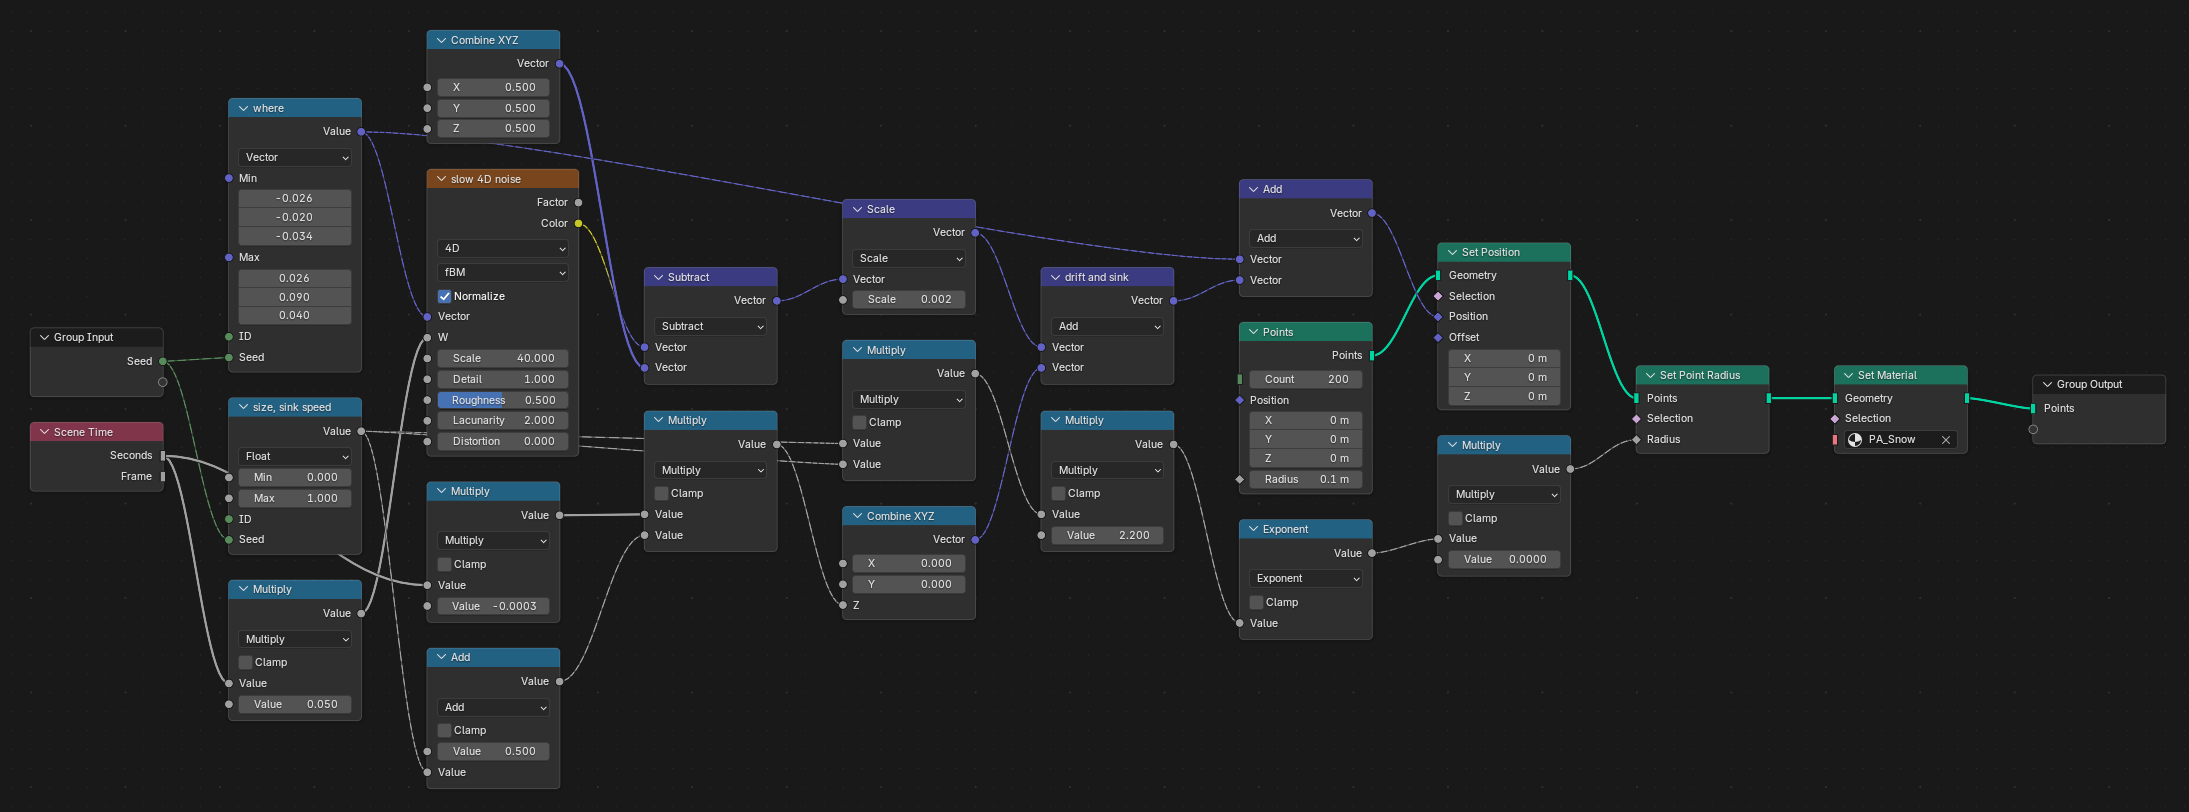 Group Input
Seed
Scene Time
Seconds
Frame
where
Value
Vector
Min
-0.026
-0.020
-0.034
Max
0.026
0.090
0.040
ID
Seed
size, sink speed
Value
Float
Min 0.000
Max 1.000
ID
Seed
Multiply
Value
Multiply
Clamp
Value
Value 0.050
Combine XYZ
Vector
X 0.500
Y 0.500
Z 0.500
slow 4D noise
Factor
Color
4D
fBM
Normalize
Vector
W
Scale 40.000
Detail 1.000
Roughness 0.500
Lacunarity 2.000
Distortion 0.000
Multiply
Value
Multiply
Clamp
Value
Value -0.0003
Add
Value
Add
Clamp
Value 0.500
Value
Subtract
Vector
Subtract
Vector
Vector
Multiply
Value
Multiply
Clamp
Value
Value
Scale
Vector
Scale
Vector
Scale 0.002
Multiply
Value
Multiply
Clamp
Value
Value
Combine XYZ
Vector
X 0.000
Y 0.000
Z
drift and sink
Vector
Add
Vector
Vector
Multiply
Value
Multiply
Clamp
Value
Value 2.200
Add
Vector
Add
Vector
Vector
Points
Points
Count 200
Position
X 0 m
Y 0 m
Z 0 m
Radius 0.1 m
Exponent
Value
Exponent
Clamp
Value
Set Position
Geometry
Selection
Position
Offset
X 0 m
Y 0 m
Z 0 m
Multiply
Value
Multiply
Clamp
Value
Value 0.0000
Set Point Radius
Points
Selection
Radius
Set Material
Geometry
Selection
PA_Snow
Group Output
Points